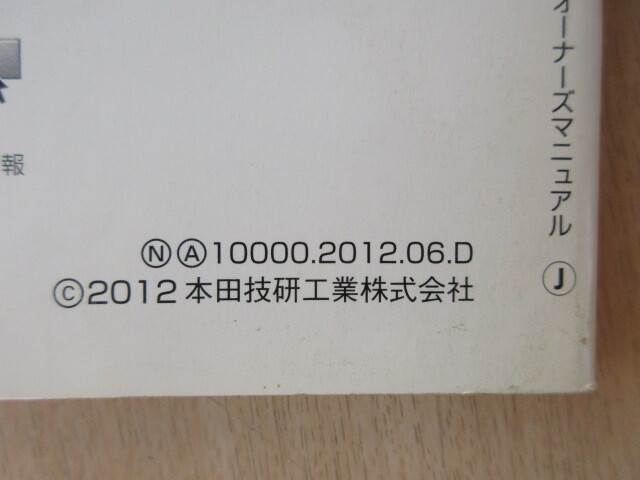 報
オーナーズマニュアル Ⓙ
ⓃⒶ10000.2012.06.D
©2012 本田技研工業株式会社